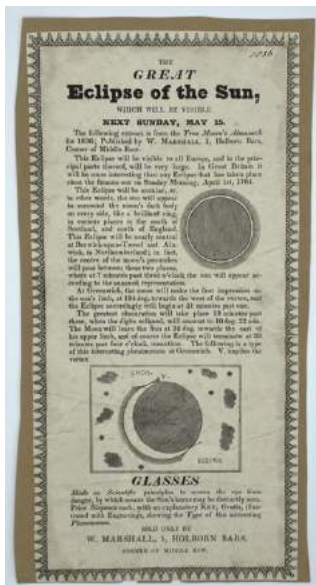 1836
THE
GREAT
Eclipse of the Sun,
WHICH WILL BE VISIBLE
NEXT SUNDAY, MAY 15.
The following extract is from the True Moore's Almanack
for 1836; Published by W. MARSHALL, 1, Holborn Bars,
Corner of Middle Row.
This Eclipse will be visible to all Europe, and in the prin-
cipal parts thereof, will be very large. In Great Britain it
will be more interesting than any Eclipse that has taken place
since the famous one on Sunday Morning, April 1st, 1764.
This Eclipse will be annular, or,
in other words, the sun will appear
to surround the moon's dark body
on every side, like a brilliant ring,
in various places in the south of
Scotland, and north of England.
This Eclipse will be nearly central
at Berwick-upon-Tweed and Aln-
wick, in Northumberland; in fact,
the centre of the moon's penumbra
will pass between these two places,
where at 7 minutes past three o'clock, the sun will appear ac-
cording to the annexed representation.
At Greenwich, the moon will make the first impression on
the sun's limb, at 104 deg. towards the west of the vertex, and
the Eclipse accordingly will begin at 51 minutes past one.
The greatest obscuration will take place 19 minutes past
three, when the digits eclipsed, will amount to 10 deg. 22 min.
The Moon will leave the Sun at 34 deg. towards the east of
his upper limb, and of course the Eclipse will terminate at 39
minutes past four o'clock. The following is a type
of this interesting phenomenon at Greenwich. V. implies the
vertex
V.
GLASSES
Made on Scientific principles to secure the eye from
danger, by which means the Sun's horns may be distinctly seen.
Price Sixpence each, with an explanatory KEY, Gratis, illus-
trated with Engravings, shewing the Type of this interesting
Phenomenon.
SOLD ONLY BY
W. MARSHALL, 1, HOLBORN BARS,
CORNER OF MIDDLE ROW.